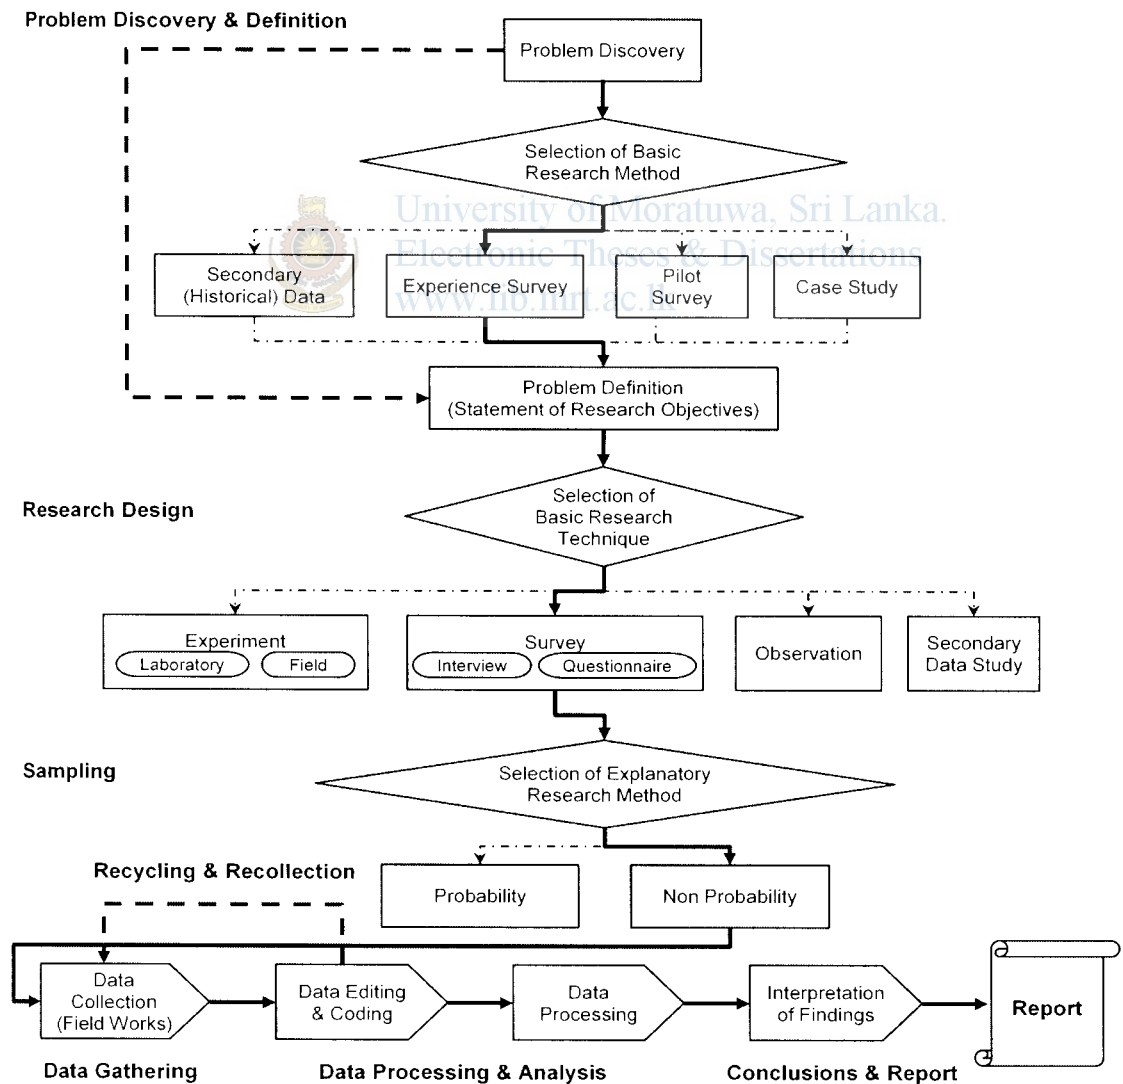 Problem Discovery & Definition
Problem Discovery
Selection of Basic
Research Method
University of Moratuwa, Sri Lanka.
Electronic Theses & Dissertations
www.lib.mrt.ac.lk
Secondary
(Historical) Data
Experience Survey
Pilot
Survey
Case Study
Problem Definition
(Statement of Research Objectives)
Research Design
Selection of
Basic Research
Technique
Experiment
Laboratory
Field
Survey
Interview
Questionnaire
Observation
Secondary
Data Study
Sampling
Selection of Explanatory
Research Method
Recycling & Recollection
Probability
Non Probability
Data
Collection
(Field Works)
Data Editing
& Coding
Data
Processing
Interpretation
of Findings
Report
Data Gathering
Data Processing & Analysis
Conclusions & Report